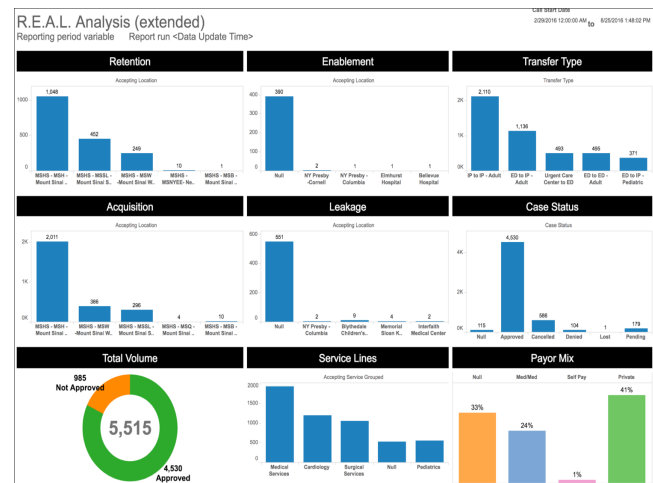 Call Start Date
R.E.A.L. Analysis (extended)
2/29/2016 12:00:00 AM to 8/25/2016 1:48:02 PM
Reporting period variable Report run <Data Update Time>
Retention
Accepting Location
1000
500
0
1,048
452
249
10
1
MSHS - MSH - Mount Sinai ..
MSHS - MSSL - Mount Sinai S..
MSHS - MSW -Mount Sinai W..
MSHS - MSNYEE- Ne..
MSHS - MSB - Mount Sinai ..
Enablement
Accepting Location
400
300
200
100
0
390
2
1
1
1
Null
NY Presby -Cornell
NY Presby - Columbia
Elmhurst Hospital
Bellevue Hospital
Transfer Type
Transfer Type
2K
1K
0K
2,110
1,136
493
495
371
IP to IP - Adult
ED to IP - Adult
Urgent Care Center to ED
ED to ED - Adult
ED to IP - Pediatric
Acquisition
Accepting Location
2K
1K
0K
2,011
386
296
4
10
MSHS - MSH - Mount Sinai ..
MSHS - MSW -Mount Sinai W..
MSHS - MSSL - Mount Sinai S..
MSHS - MSQ - Mount Sinai ..
MSHS - MSB - Mount Sinai ..
Leakage
Accepting Location
600
400
200
0
551
2
9
4
2
Null
NY Presby - Columbia
Blythedale Children's..
Memorial Sloan K..
Interfaith Medical Center
Case Status
Case Status
4K
2K
0K
115
4,530
586
104
1
179
Null
Approved
Cancelled
Denied
Lost
Pending
Total Volume
985
Not Approved
5,515
4,530
Approved
Service Lines
Accepting Service Grouped
2000
1500
1000
500
0
Medical Services
Cardiology
Surgical Services
Null
Pediatrics
Payor Mix
Null
Med/Med
Self Pay
Private
33%
24%
1%
41%